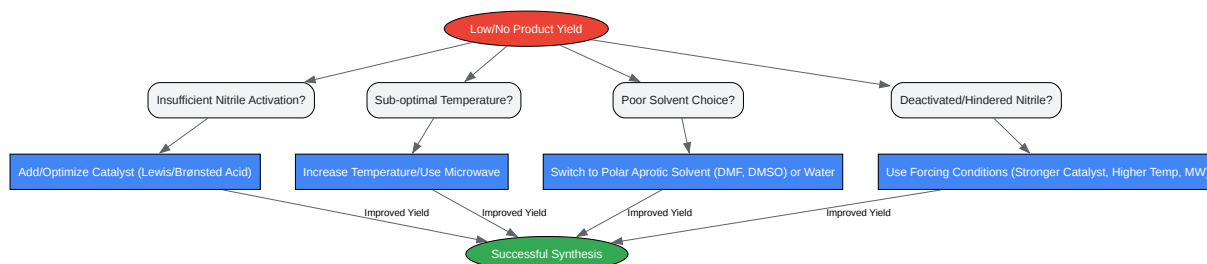 Low/No Product Yield
Insufficient Nitrile Activation?
Sub-optimal Temperature?
Poor Solvent Choice?
Deactivated/Hindered Nitrile?
Add/Optimize Catalyst (Lewis/Brønsted Acid)
Increase Temperature/Use Microwave
Switch to Polar Aprotic Solvent (DMF, DMSO) or Water
Use Forcing Conditions (Stronger Catalyst, Higher Temp, MW)
Improved Yield
Improved Yield
Improved Yield
Improved Yield
Successful Synthesis